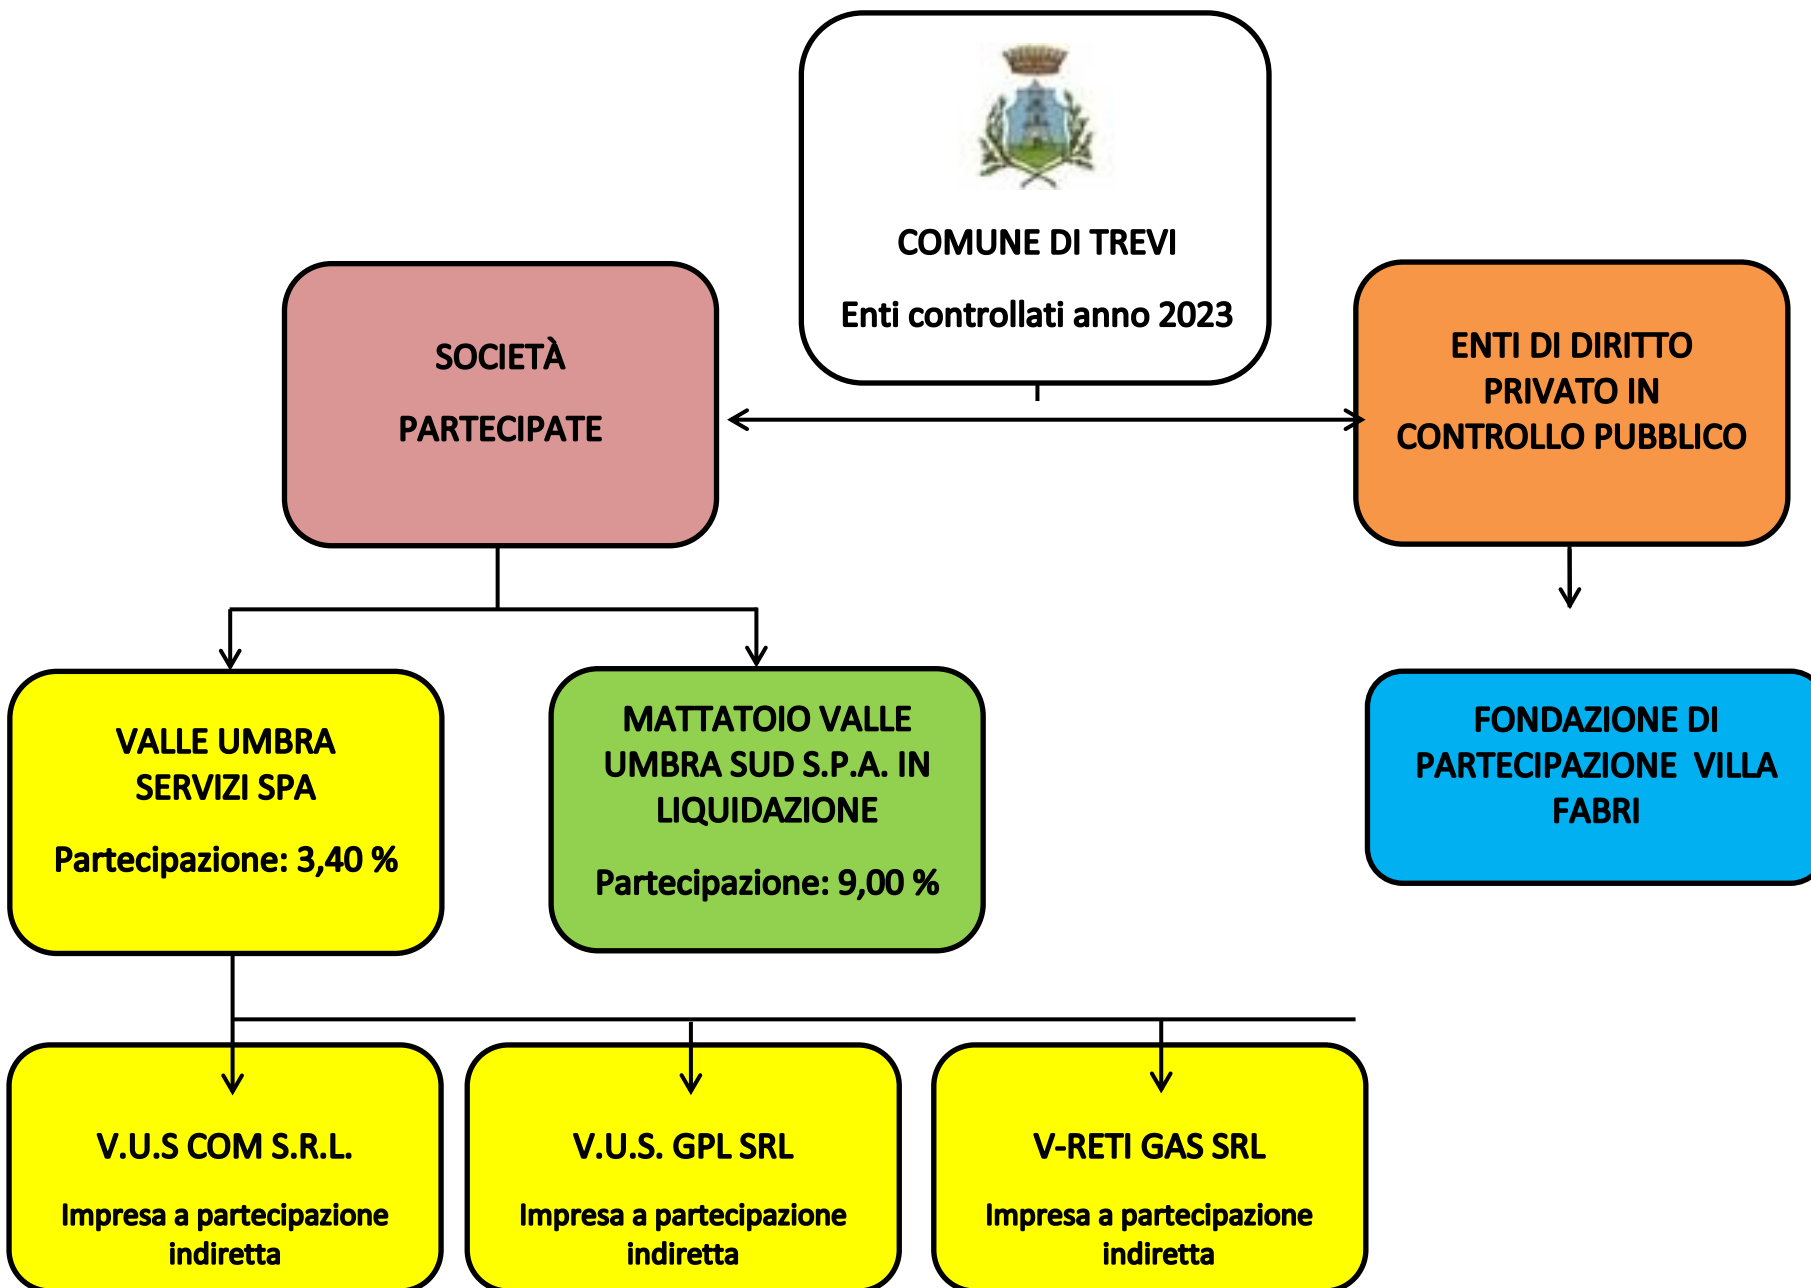 COMUNE DI TREVI
Enti controllati anno 2023
SOCIETÀ
PARTECIPATE
ENTI DI DIRITTO
PRIVATO IN
CONTROLLO PUBBLICO
VALLE UMBRA
SERVIZI SPA
Partecipazione: 3,40 %
MATTATOIO VALLE
UMBRA SUD S.P.A. IN
LIQUIDAZIONE
Partecipazione: 9,00 %
FONDAZIONE DI
PARTECIPAZIONE  VILLA
FABRI
V.U.S COM S.R.L.
Impresa a partecipazione
indiretta
V.U.S. GPL SRL
Impresa a partecipazione
indiretta
V-RETI GAS SRL
Impresa a partecipazione
indiretta